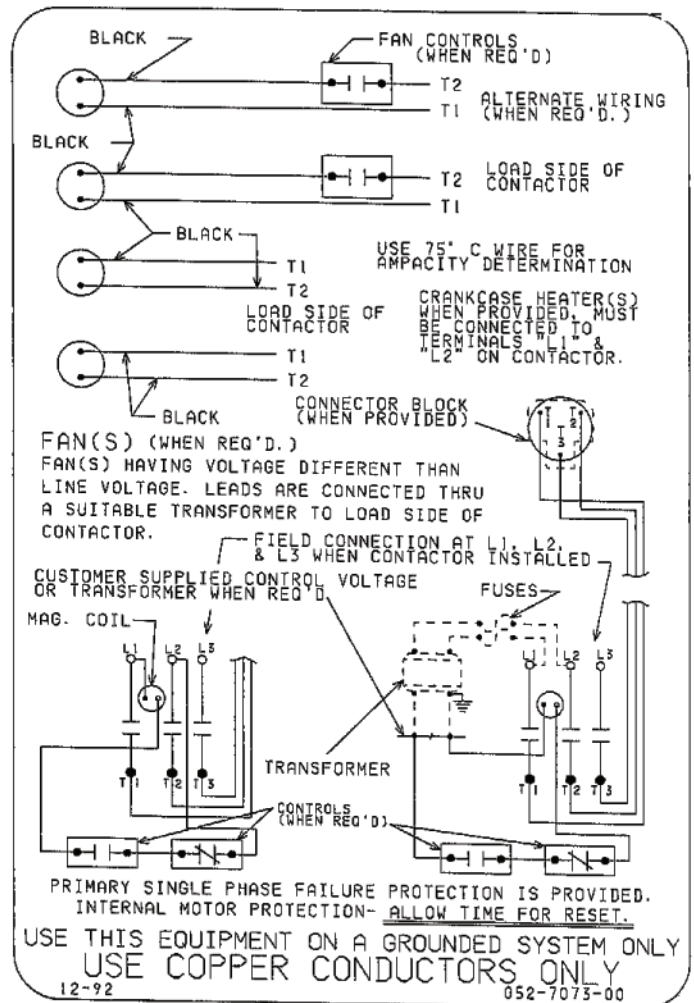 BLACK
FAN CONTROLS
(WHEN REQ'D)
T2
T1
ALTERNATE WIRING
(WHEN REQ'D.)
BLACK
T2
T1
LOAD SIDE OF
CONTACTOR
BLACK
T1
T2
LOAD SIDE OF
CONTACTOR
USE 75° C WIRE FOR
AMPACITY DETERMINATION
CRANKCASE HEATER(S)
WHEN PROVIDED, MUST
BE CONNECTED TO
TERMINALS "L1" &
"L2" ON CONTACTOR.
T1
T2
BLACK
CONNECTOR BLOCK
(WHEN PROVIDED)
T1
T2
T3
FAN(S) (WHEN REQ'D.)
FAN(S) HAVING VOLTAGE DIFFERENT THAN
LINE VOLTAGE. LEADS ARE CONNECTED THRU
A SUITABLE TRANSFORMER TO LOAD SIDE OF
CONTACTOR.
FIELD CONNECTION AT L1, L2,
& L3 WHEN CONTACTOR INSTALLED
CUSTOMER SUPPLIED CONTROL VOLTAGE
OR TRANSFORMER WHEN REQ'D
FUSES
MAG. COIL
L1 L2 L3
L1 L2 L3
TRANSFORMER
T1 T2 T3
T1 T2 T3
CONTROLS
(WHEN REQ'D)
PRIMARY SINGLE PHASE FAILURE PROTECTION IS PROVIDED.
INTERNAL MOTOR PROTECTION- ALLOW TIME FOR RESET.
USE THIS EQUIPMENT ON A GROUNDED SYSTEM ONLY
USE COPPER CONDUCTORS ONLY
12-92
052-7073-00